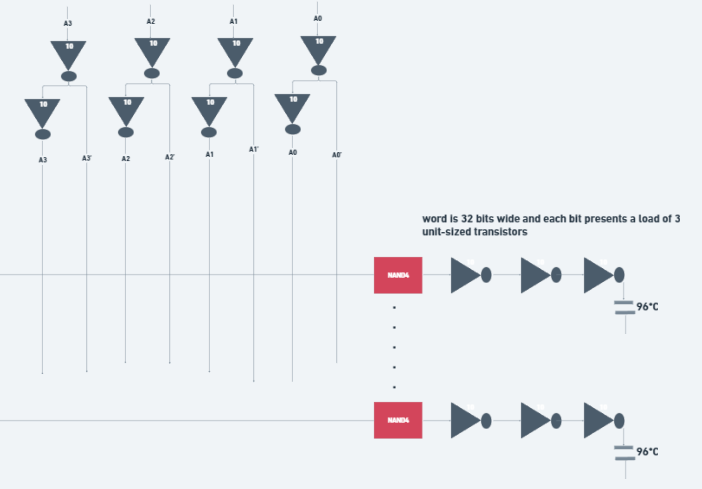 A3 A2 A1 A0
10 10 10 10
10 10 10 10
A3 A3' A2 A2' A1 A1' A0 A0'
word is 32 bits wide and each bit presents a load of 3
unit-sized transistors
NAND4
96*C
NAND4
96*C